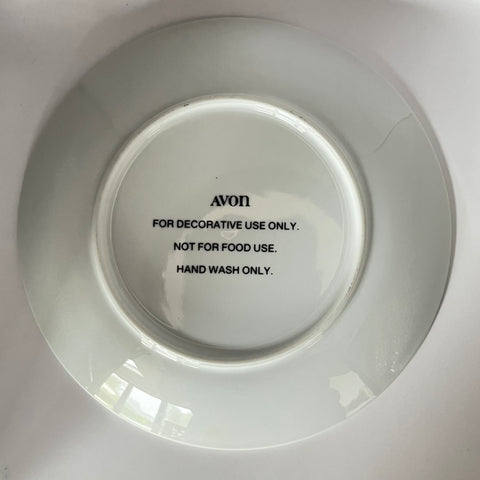 AVON
FOR DECORATIVE USE ONLY.
NOT FOR FOOD USE.
HAND WASH ONLY.